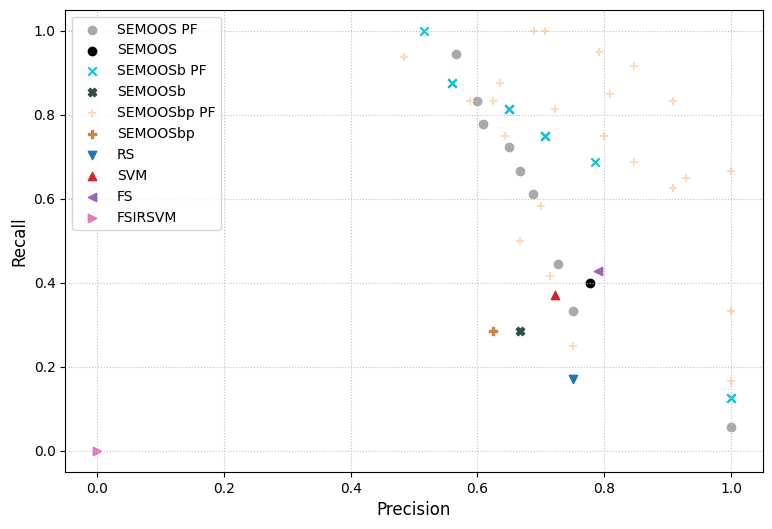 SEMOOS PF
SEMOOS
SEMOOSb PF
SEMOOSb
SEMOOSbp PF
SEMOOSbp
RS
SVM
FS
FSIRSVM
1.0
0.8
0.6
0.4
0.2
0.0
Recall
0.0 0.2 0.4 0.6 0.8 1.0
Precision